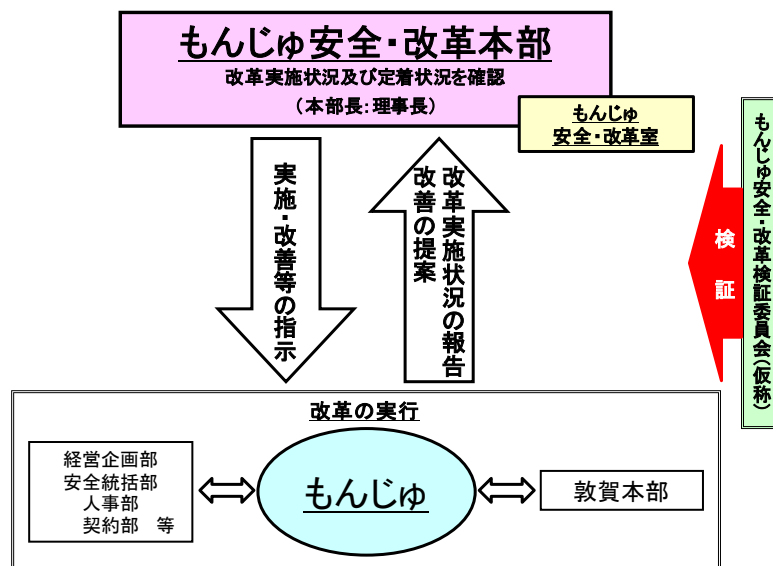 もんじゅ安全・改革本部
改革実施状況及び定着状況を確認
（本部長：理事長）
もんじゅ
安全・改革室
実施・改善等の指示
改革実施状況の報告
改善の提案
検証
もんじゅ安全・改革検証委員会（仮称）
改革の実行
経営企画部
安全統括部
人事部
契約部　等
もんじゅ
敦賀本部